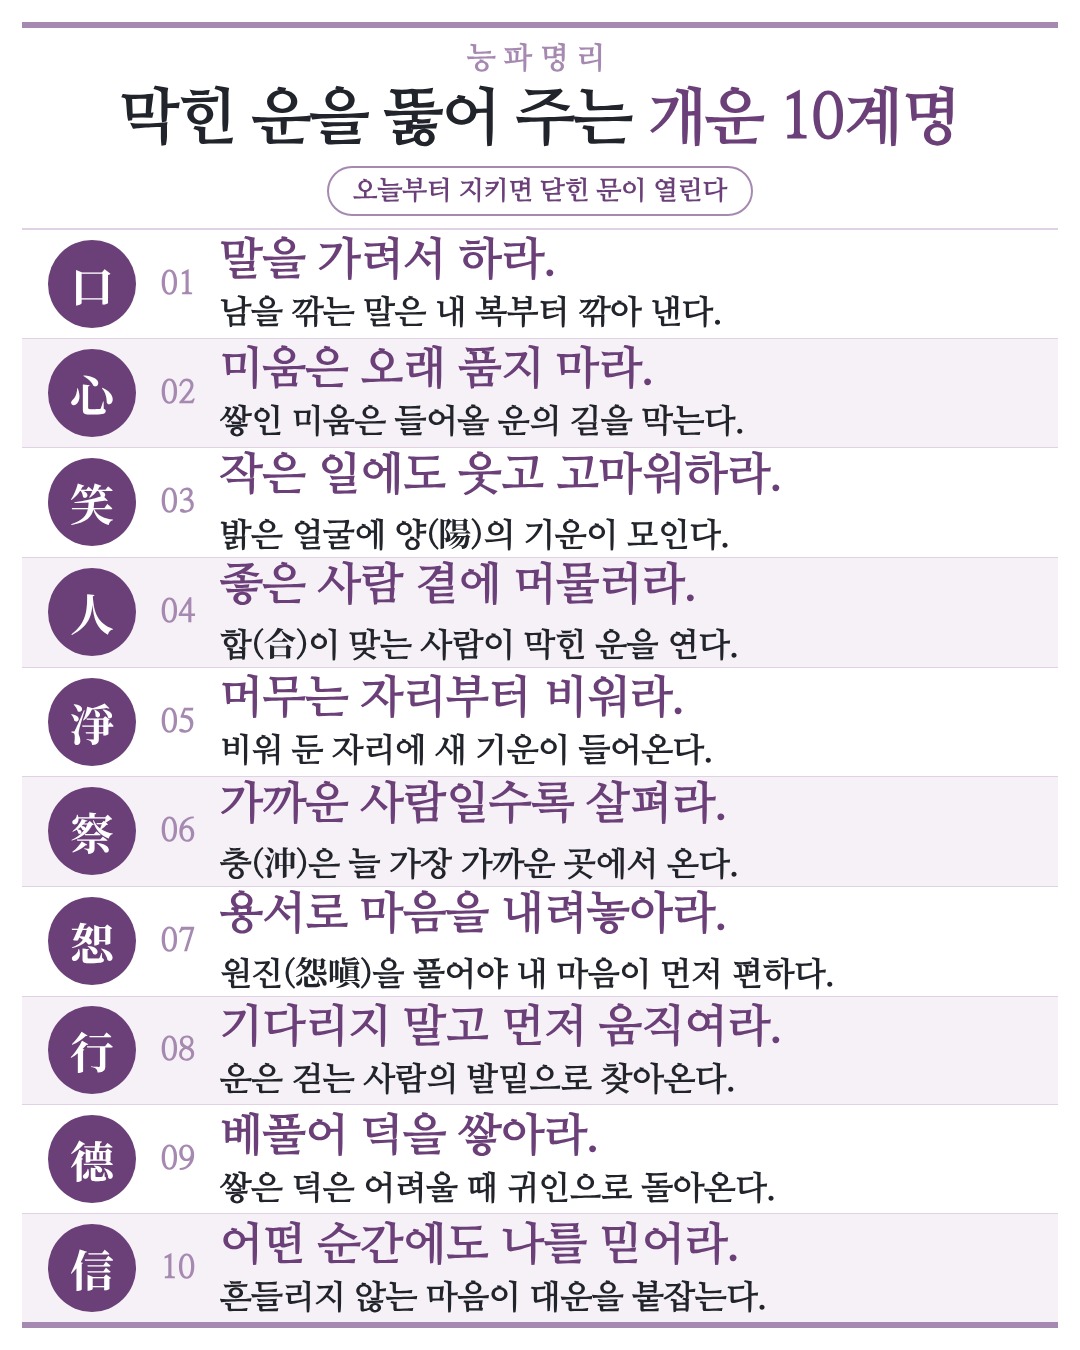 능파명리
막힌 운을 뚫어 주는 개운 10계명
오늘부터 지키면 닫힌 문이 열린다
口 01 말을 가려서 하라.
남을 깎는 말은 내 복부터 깎아 낸다.
心 02 미움은 오래 품지 마라.
쌓인 미움은 들어올 운의 길을 막는다.
笑 03 작은 일에도 웃고 고마워하라.
밝은 얼굴에 양(陽)의 기운이 모인다.
人 04 좋은 사람 곁에 머물러라.
합(合)이 맞는 사람이 막힌 운을 연다.
淨 05 머무는 자리부터 비워라.
비워 둔 자리에 새 기운이 들어온다.
察 06 가까운 사람일수록 살펴라.
충(沖)은 늘 가장 가까운 곳에서 온다.
恕 07 용서로 마음을 내려놓아라.
원진(怨嗔)을 풀어야 내 마음이 먼저 편하다.
行 08 기다리지 말고 먼저 움직여라.
운은 걷는 사람의 발밑으로 찾아온다.
德 09 베풀어 덕을 쌓아라.
쌓은 덕은 어려울 때 귀인으로 돌아온다.
信 10 어떤 순간에도 나를 믿어라.
흔들리지 않는 마음이 대운을 붙잡는다.